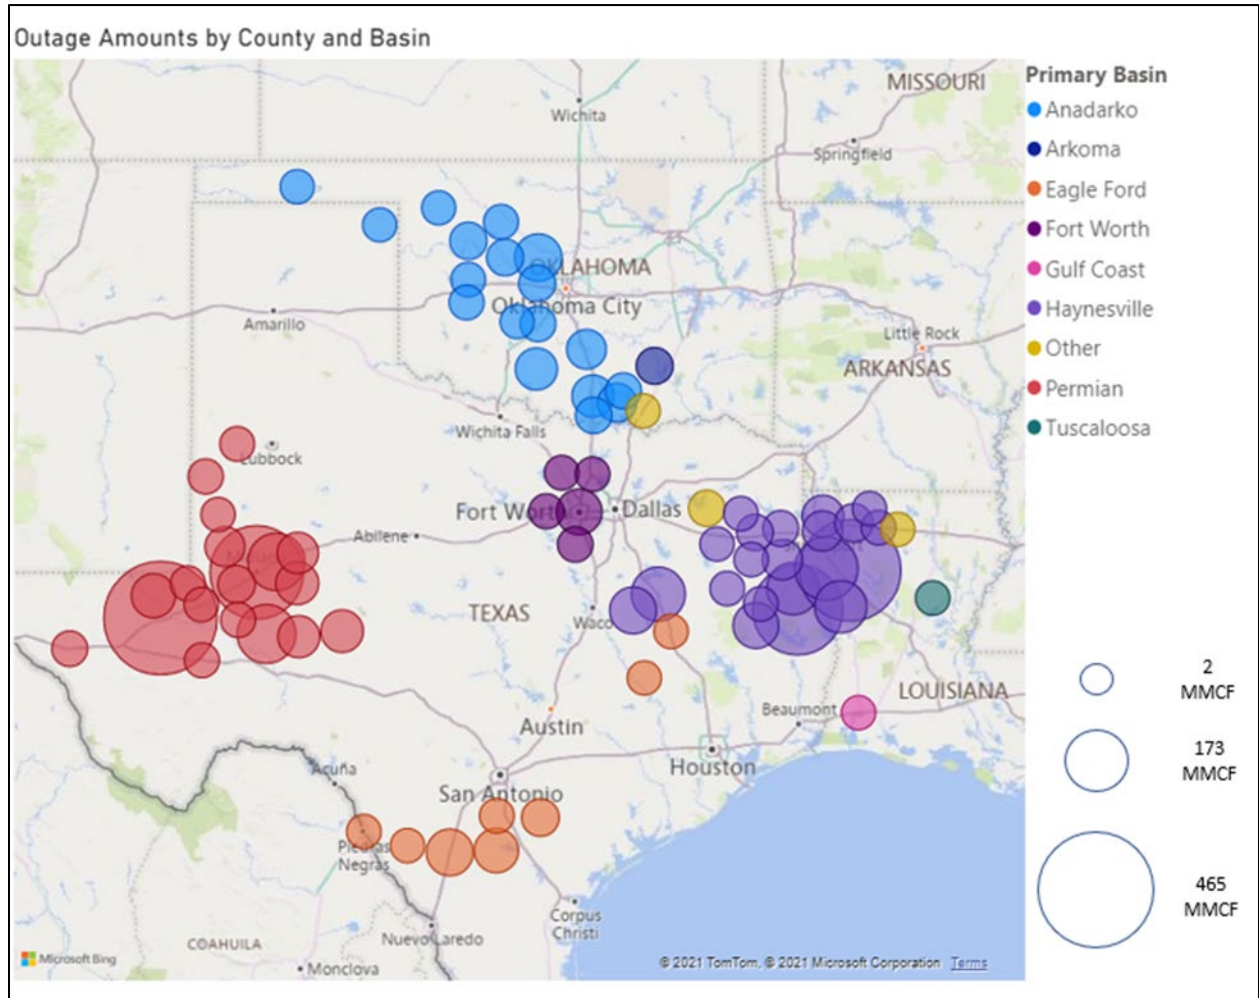 Outage Amounts by County and Basin
Primary Basin
Anadarko
Arkoma
Eagle Ford
Fort Worth
Gulf Coast
Haynesville
Other
Permian
Tuscaloosa
MISSOURI
Wichita
Springfield
OKLAHOMA
Oklahoma City
Amarillo
Little Rock
ARKANSAS
Wichita Falls
Lubbock
Fort Worth
Dallas
Abilene
TEXAS
Waco
LOUISIANA
Beaumont
Austin
Houston
Acuña
San Antonio
Piedras
Negras
Corpus
Christi
Nuevo Laredo
COAHUILA
Monclova
2
MMCF
173
MMCF
465
MMCF
Microsoft Bing
© 2021 TomTom, © 2021 Microsoft Corporation Terms